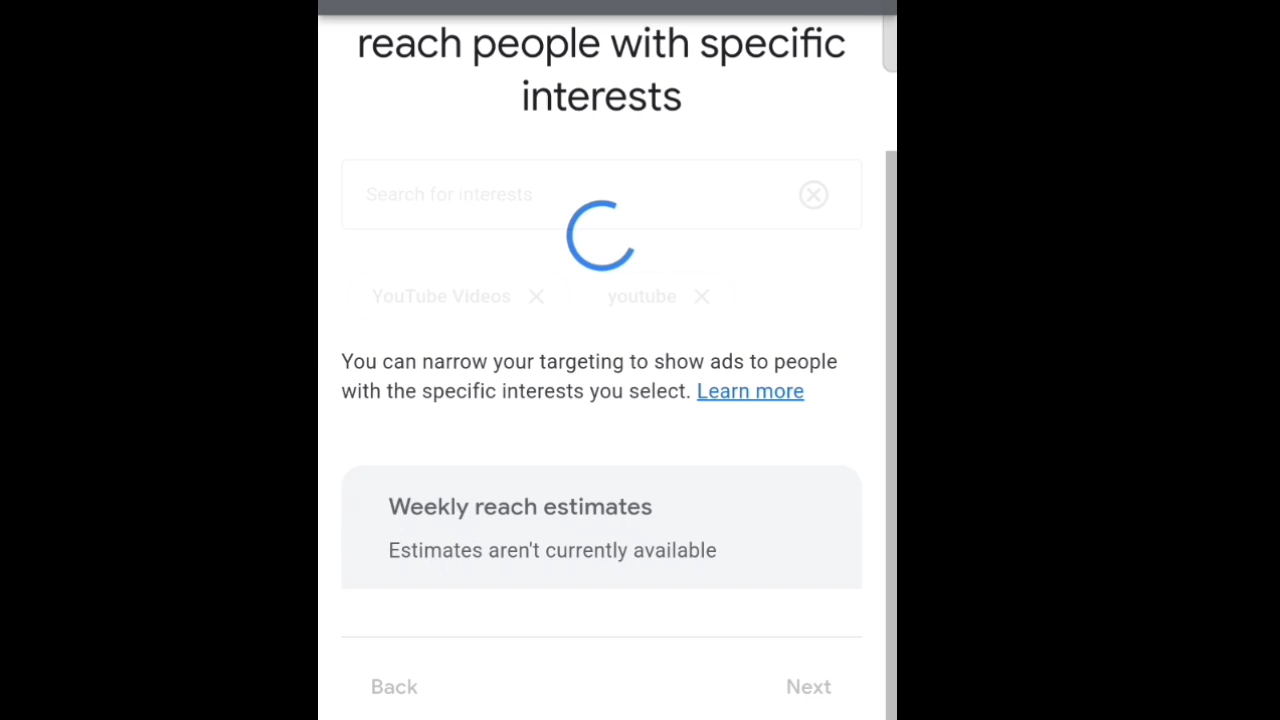 reach people with specific
interests
Search for interests
YouTube Videos youtube
You can narrow your targeting to show ads to people
with the specific interests you select. Learn more
Weekly reach estimates
Estimates aren't currently available
Back Next